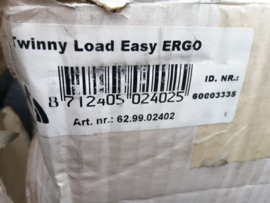 Twinny Load Easy ERGO
ID. NR.:
8 712405 024025
60003335
Art. nr.: 62.99.02402